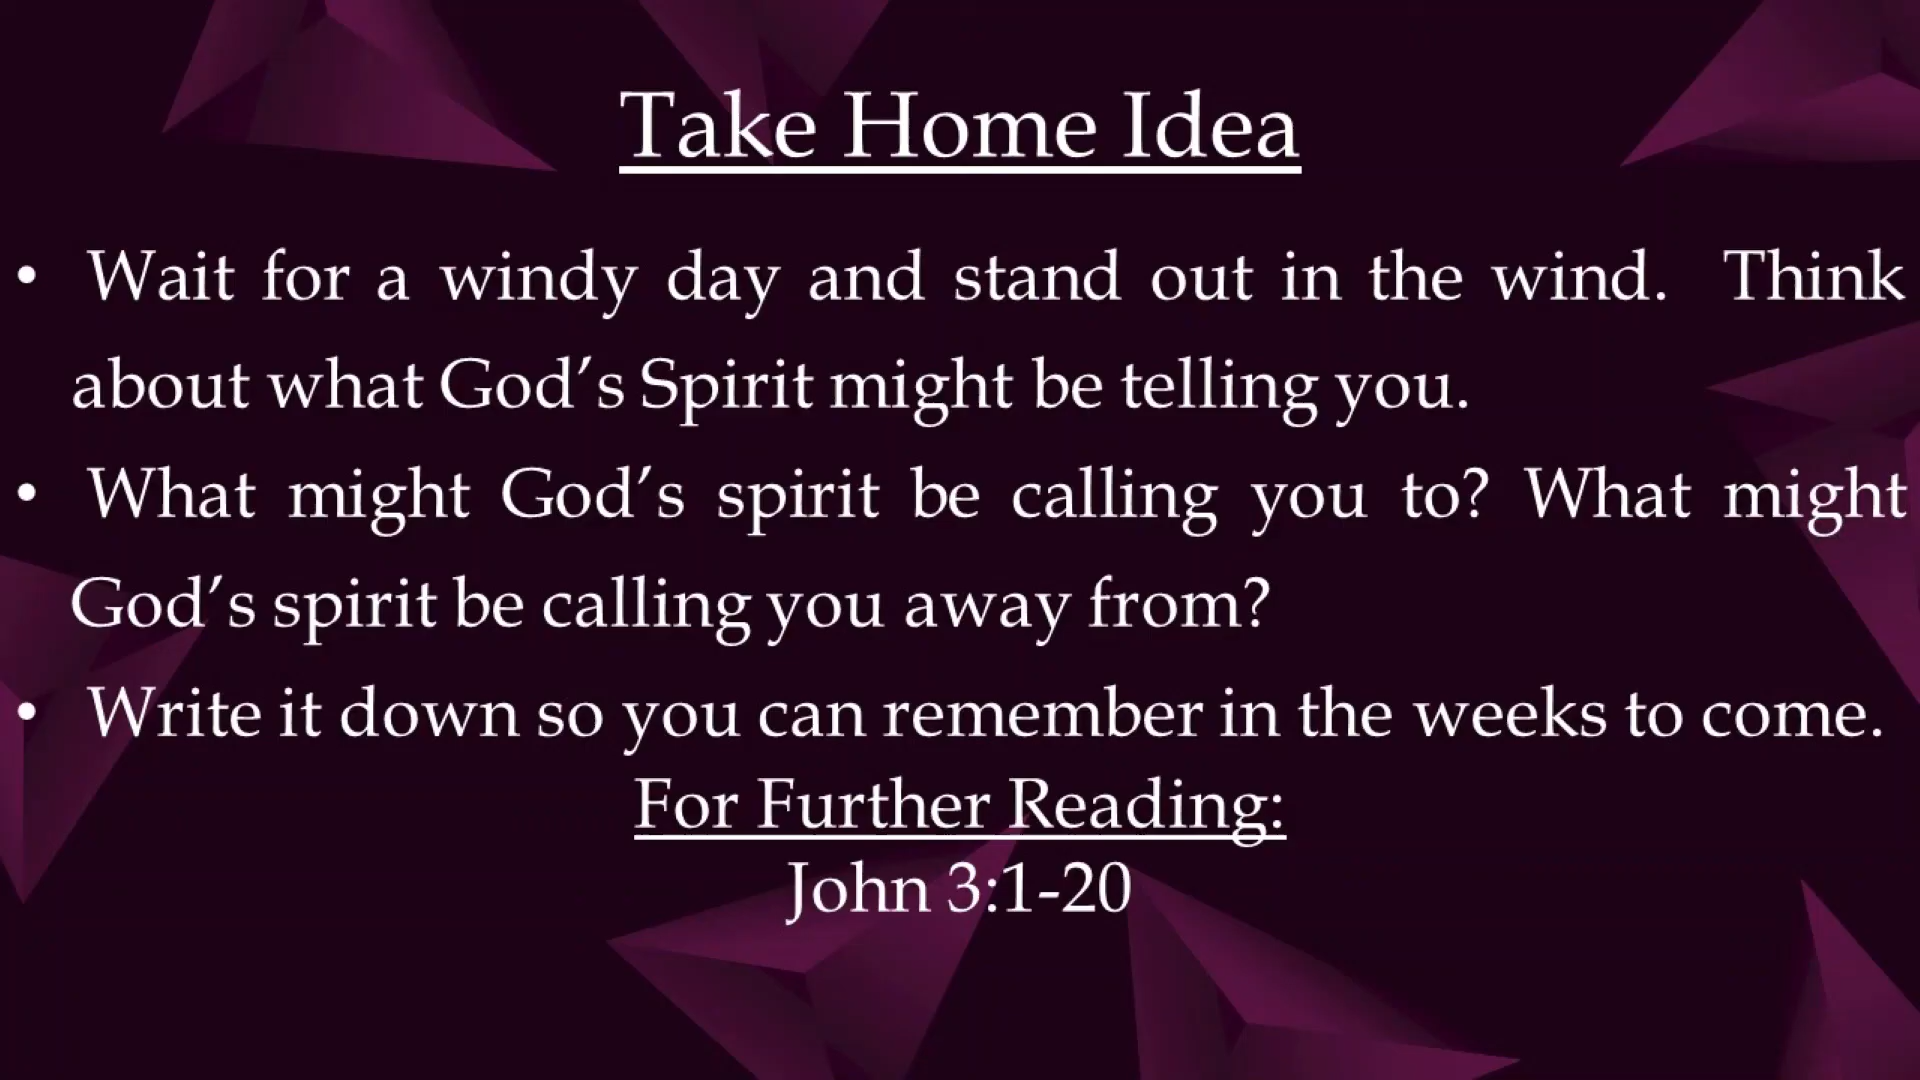 Take Home Idea
• Wait for a windy day and stand out in the wind.  Think
about what God’s Spirit might be telling you.
• What might God’s spirit be calling you to? What might
God’s spirit be calling you away from?
• Write it down so you can remember in the weeks to come.
For Further Reading:
John 3:1-20